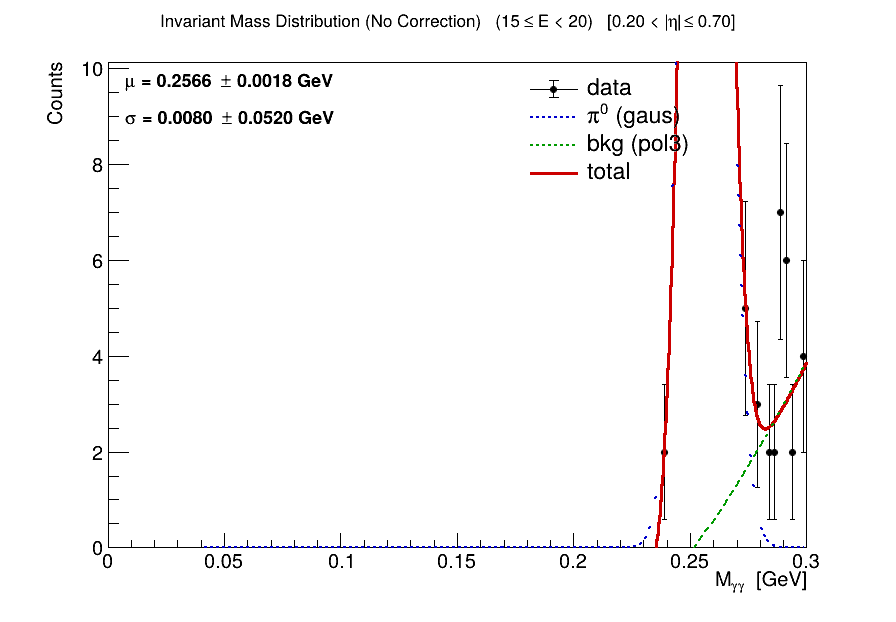 Invariant Mass Distribution (No Correction) (15 ≤ E < 20) [0.20 < |η| ≤ 0.70]
Counts
μ = 0.2566 ± 0.0018 GeV
σ = 0.0080 ± 0.0520 GeV
data
π⁰ (gaus)
bkg (pol3)
total
10
8
6
4
2
0
0 0.05 0.1 0.15 0.2 0.25 0.3
M_γγ [GeV]